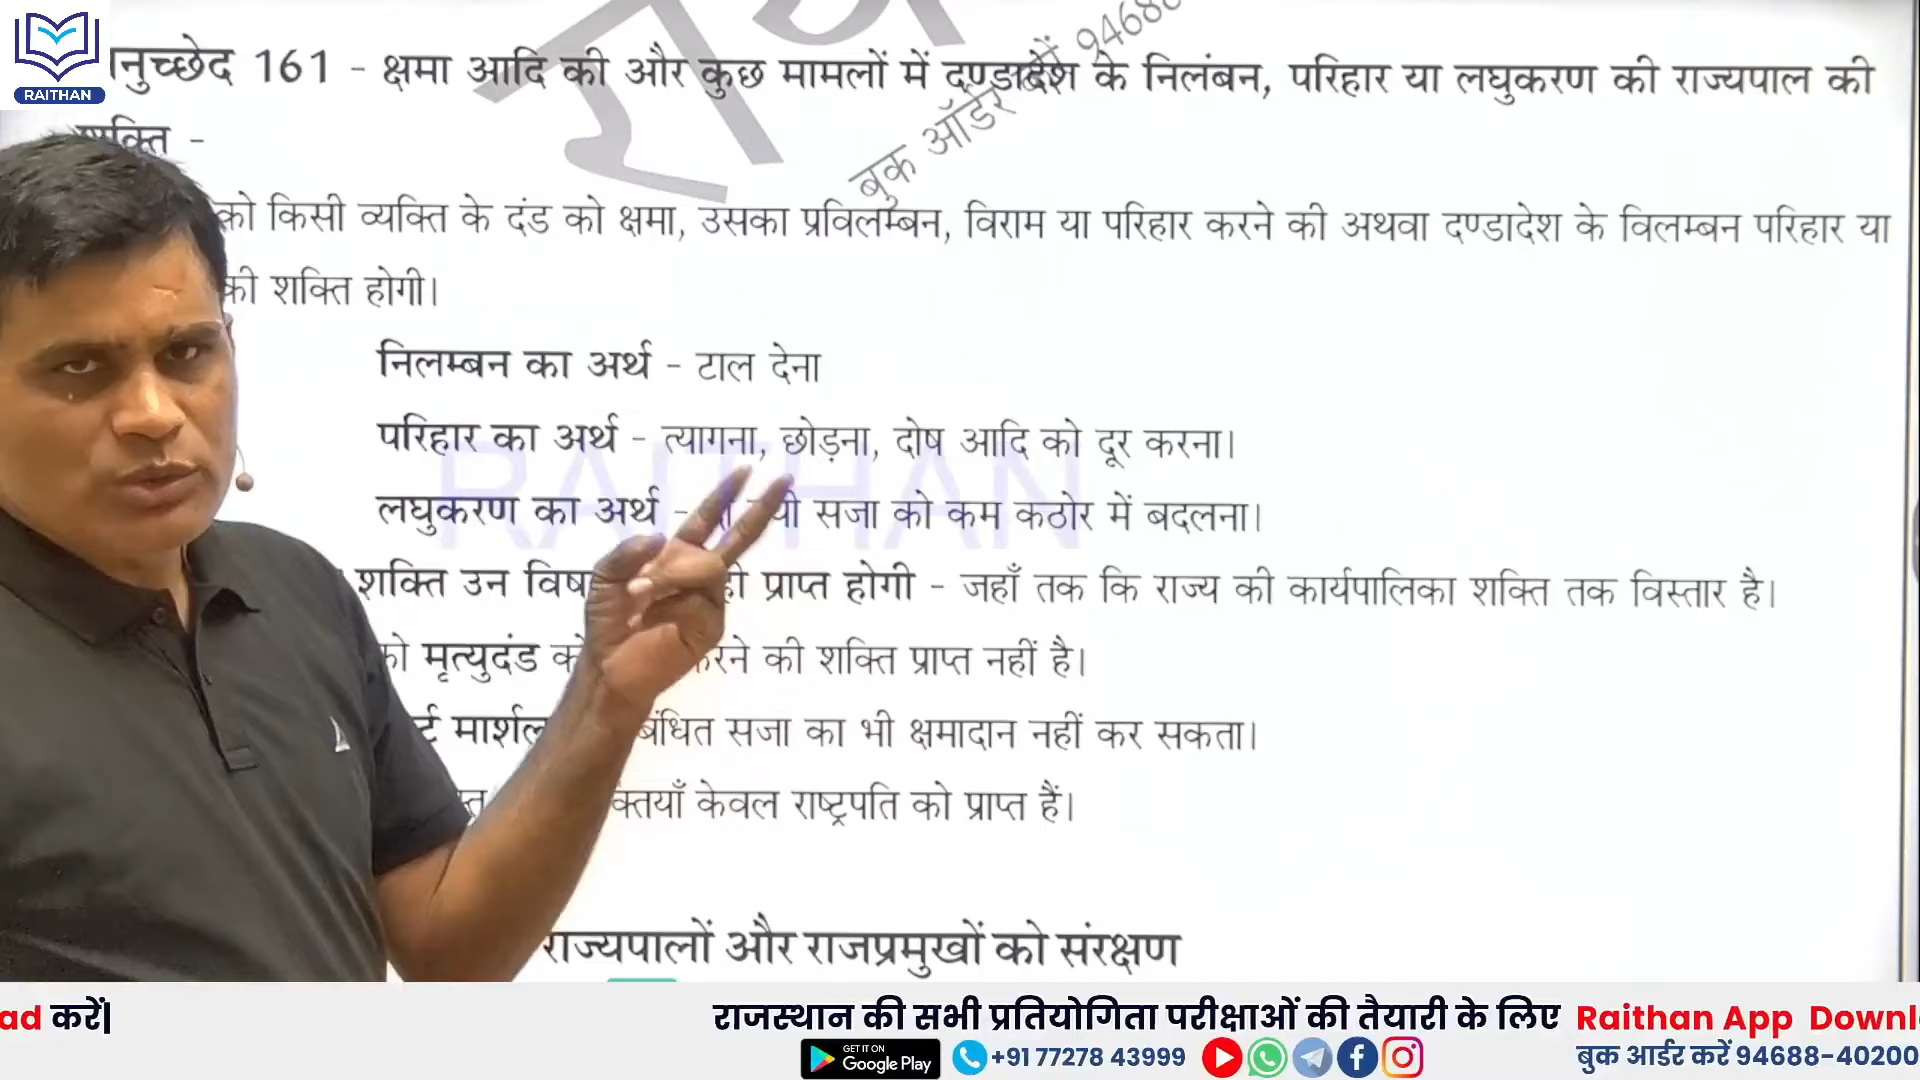 RAITHAN
नुच्छेद 161 - क्षमा आदि की और कुछ मामलों में दण्डादेश के निलंबन, परिहार या लघुकरण की राज्यपाल की
शक्ति -
को किसी व्यक्ति के दंड को क्षमा, उसका प्रविलम्बन, विराम या परिहार करने की अथवा दण्डादेश के विलम्बन परिहार या
की शक्ति होगी।
निलम्बन का अर्थ - टाल देना
परिहार का अर्थ - त्यागना, छोड़ना, दोष आदि को दूर करना।
लघुकरण का अर्थ - सजा को कम कठोर में बदलना।
शक्ति उन प्राप्त होगी - जहाँ तक कि राज्य की कार्यपालिका शक्ति तक विस्तार है।
मृत्युदंड करने की शक्ति प्राप्त नहीं है।
मार्शल सजा का भी क्षमादान नहीं कर सकता।
केवल राष्ट्रपति को प्राप्त हैं।
राज्यपालों और राजप्रमुखों को संरक्षण
बुक ऑर्डर करें 9468
RAITHAN
ad करें|
राजस्थान की सभी प्रतियोगिता परीक्षाओं की तैयारी के लिए Raithan App Downl
GET IT ON
Google Play
+91 77278 43999
बुक आर्डर करें 94688-40200